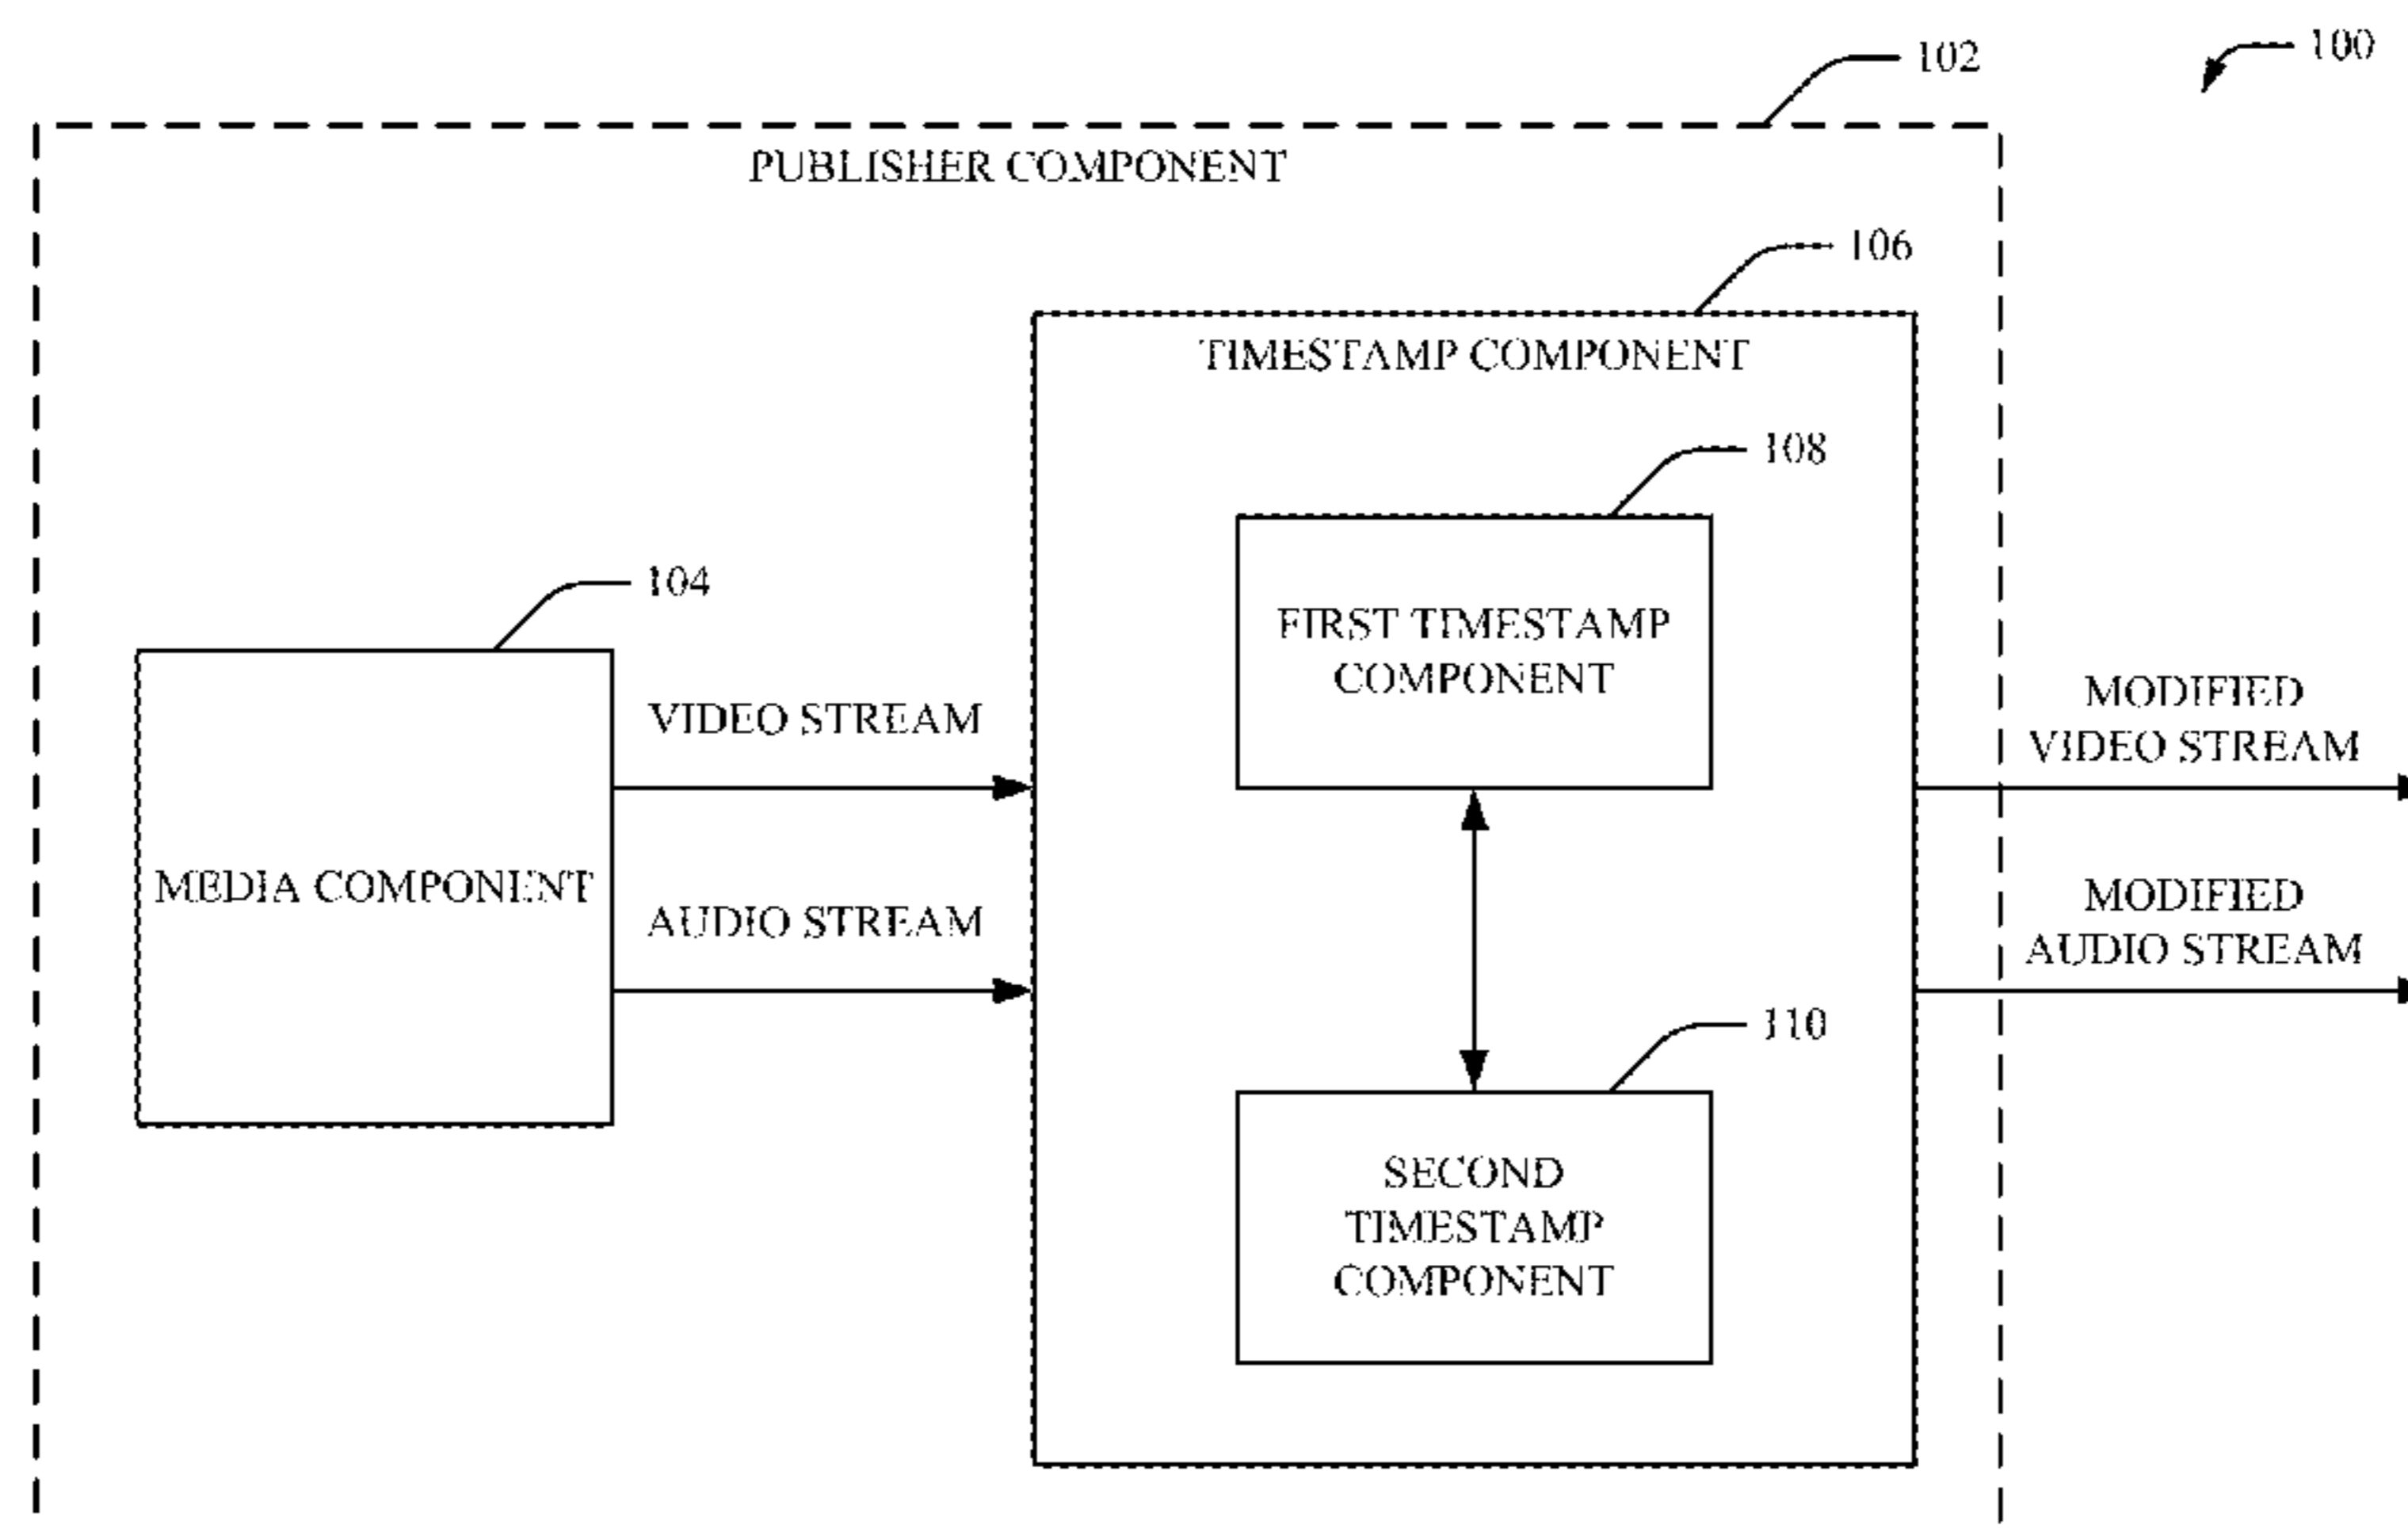 100
102
PUBLISHER COMPONENT
106
TIMESTAMP COMPONENT
108
FIRST TIMESTAMP
COMPONENT
104
MEDIA COMPONENT
VIDEO STREAM
AUDIO STREAM
MODIFIED
VIDEO STREAM
MODIFIED
AUDIO STREAM
110
SECOND
TIMESTAMP
COMPONENT